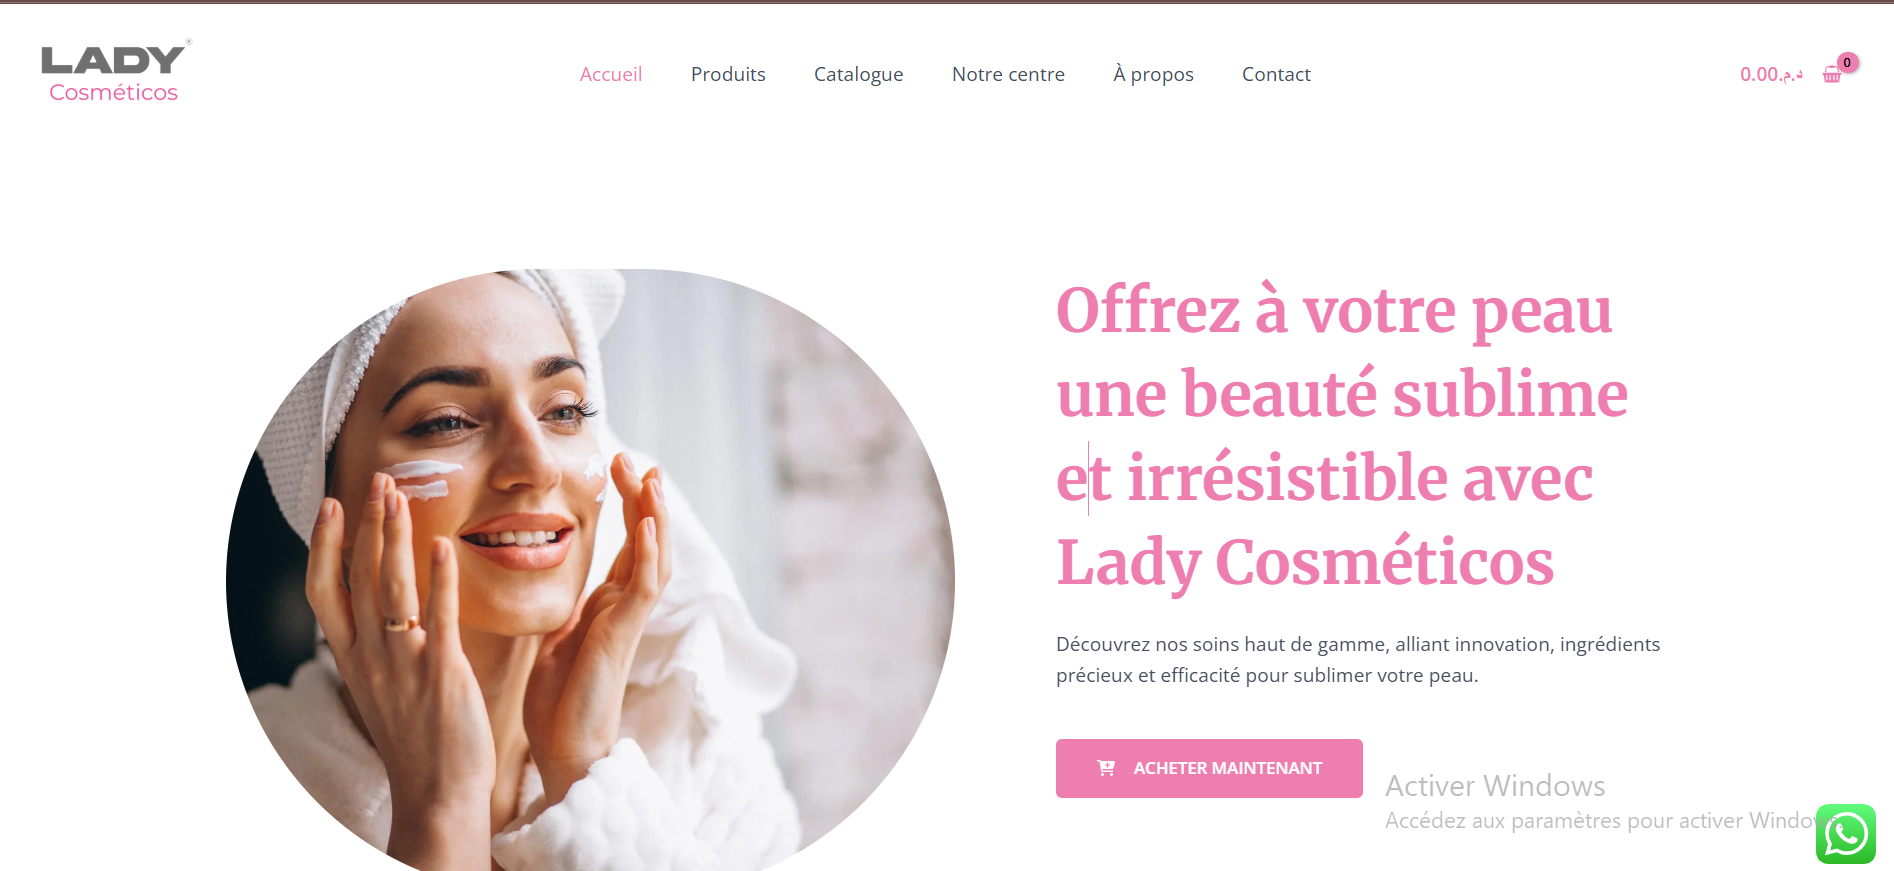 LADY ®
Cosméticos
Accueil
Produits
Catalogue
Notre centre
À propos
Contact
0.00د.م.
0
Offrez à votre peau
une beauté sublime
et irrésistible avec
Lady Cosméticos
Découvrez nos soins haut de gamme, alliant innovation, ingrédients
précieux et efficacité pour sublimer votre peau.
ACHETER MAINTENANT
Activer Windows
Accédez aux paramètres pour activer Windows